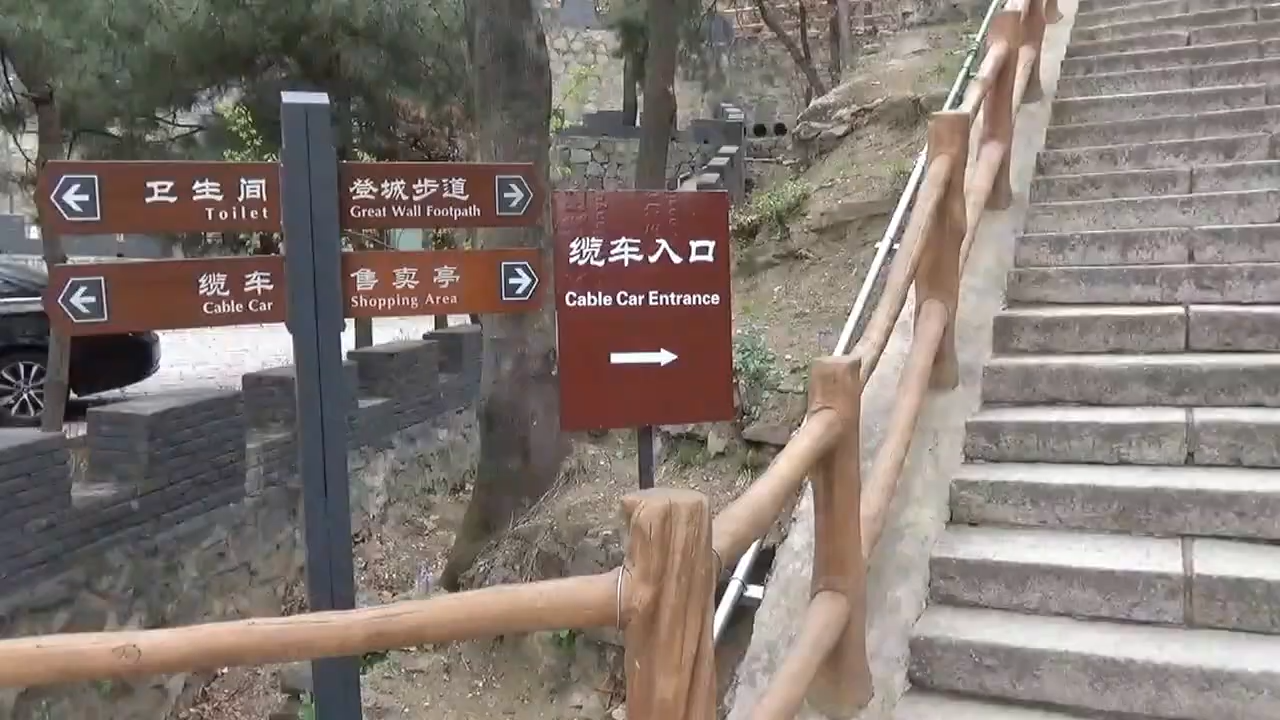 卫生间
Toilet
登城步道
Great Wall Footpath
缆车
Cable Car
售卖亭
Shopping Area
缆车入口
Cable Car Entrance